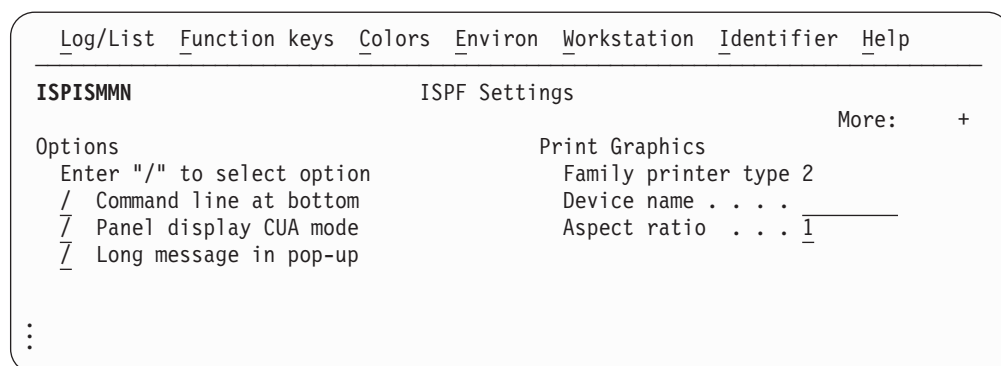 Log/List Function keys Colors Environ Workstation Identifier Help
ISPISMMN ISPF Settings
More: +
Options Print Graphics
Enter "/" to select option Family printer type 2
/ Command line at bottom Device name . . . . ________
/ Panel display CUA mode Aspect ratio . . . 1
/ Long message in pop-up